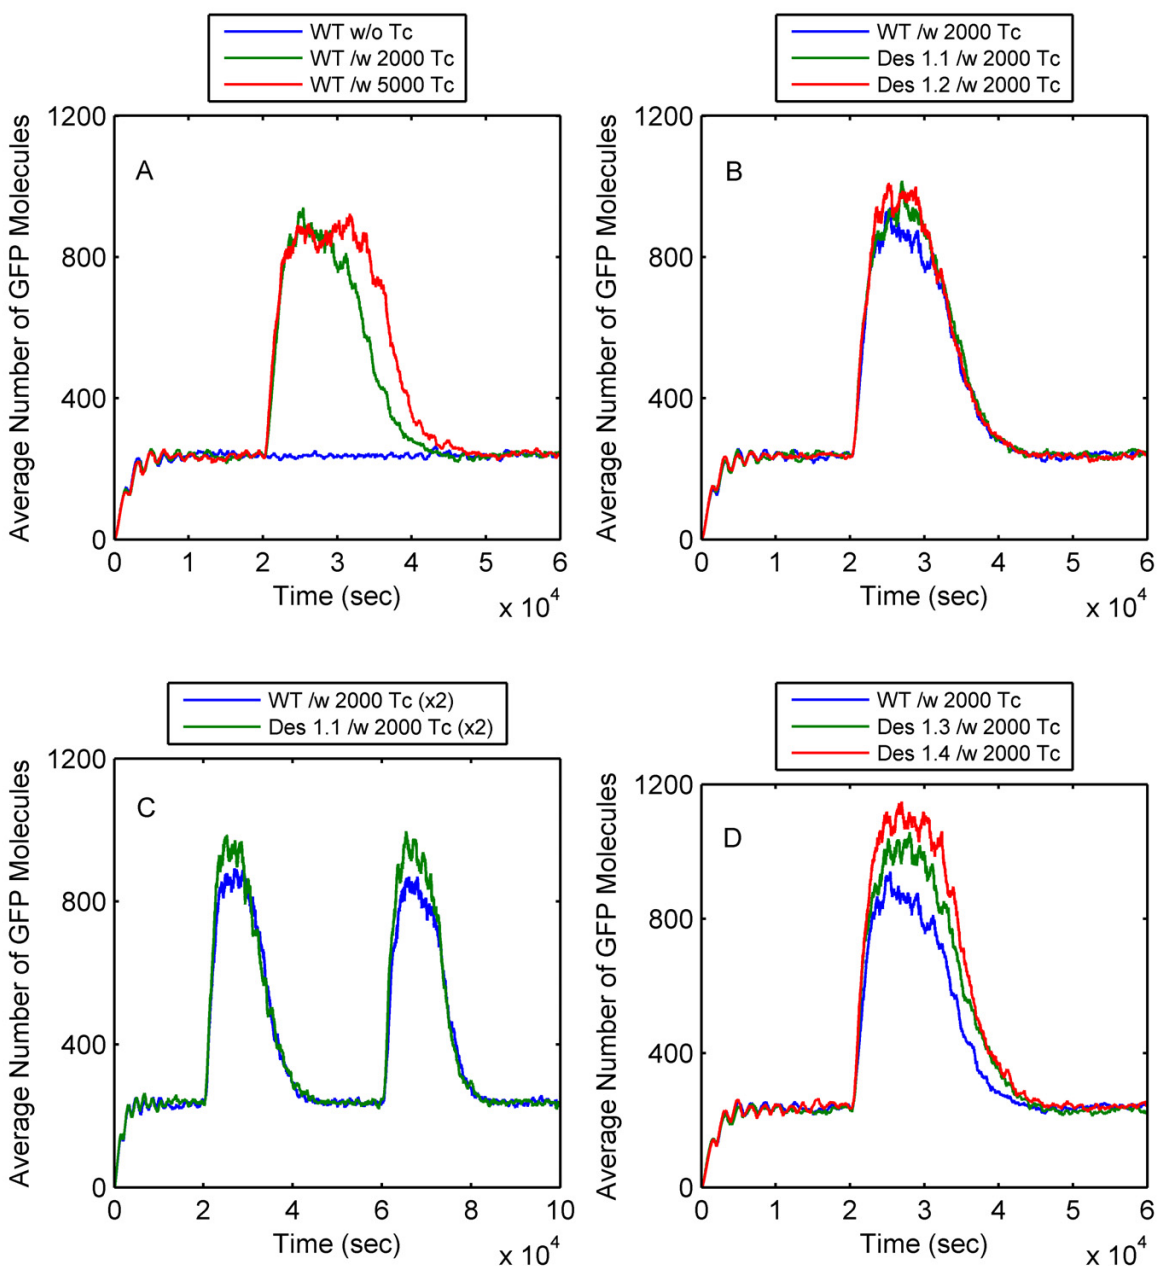 WT w/o Tc
WT /w 2000 Tc
WT /w 5000 Tc
Average Number of GFP Molecules
1200
800
400
0
A
0 1 2 3 4 5 6
Time (sec)
x 10^4
WT /w 2000 Tc
Des 1.1 /w 2000 Tc
Des 1.2 /w 2000 Tc
Average Number of GFP Molecules
1200
800
400
0
B
0 1 2 3 4 5 6
Time (sec)
x 10^4
WT /w 2000 Tc (x2)
Des 1.1 /w 2000 Tc (x2)
Average Number of GFP Molecules
1200
800
400
0
C
0 2 4 6 8 10
Time (sec)
x 10^4
WT /w 2000 Tc
Des 1.3 /w 2000 Tc
Des 1.4 /w 2000 Tc
Average Number of GFP Molecules
1200
800
400
0
D
0 1 2 3 4 5 6
Time (sec)
x 10^4